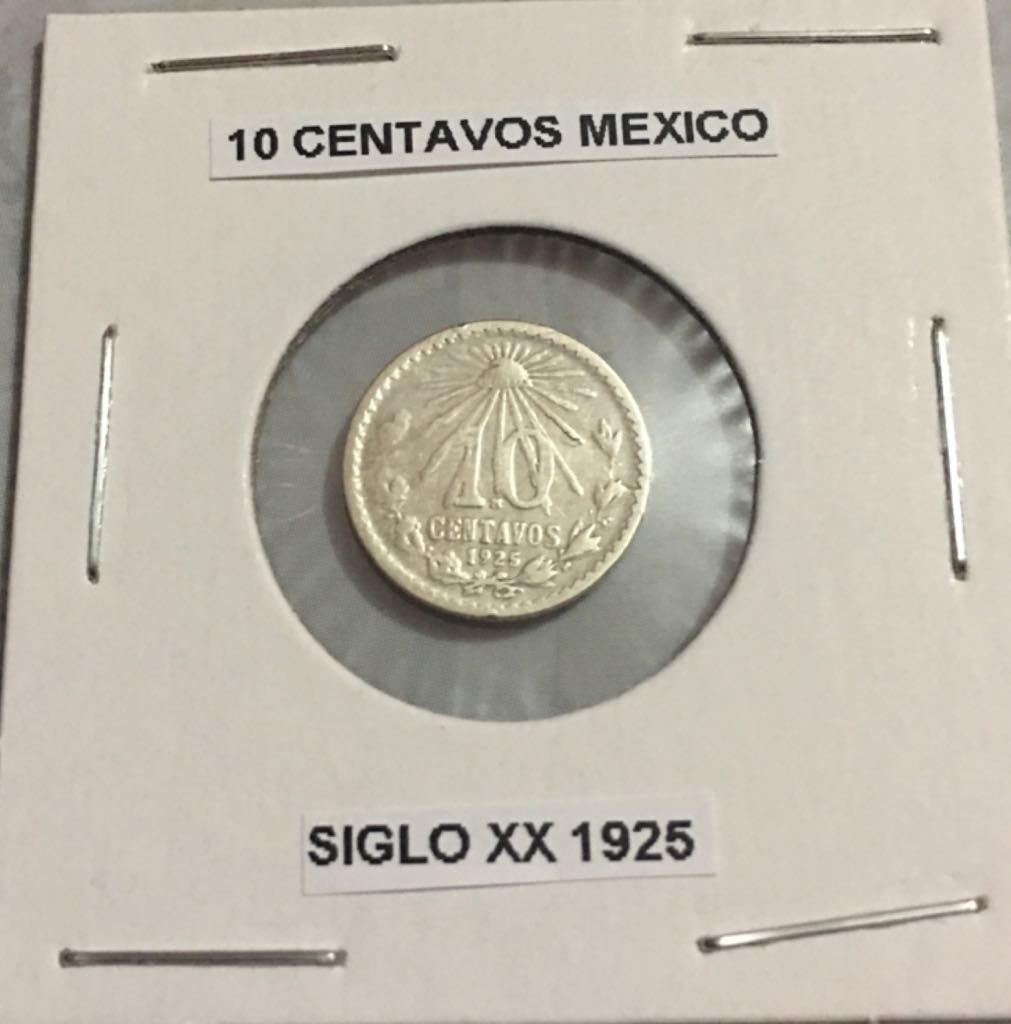 10 CENTAVOS MEXICO
10
CENTAVOS
1925
SIGLO XX 1925